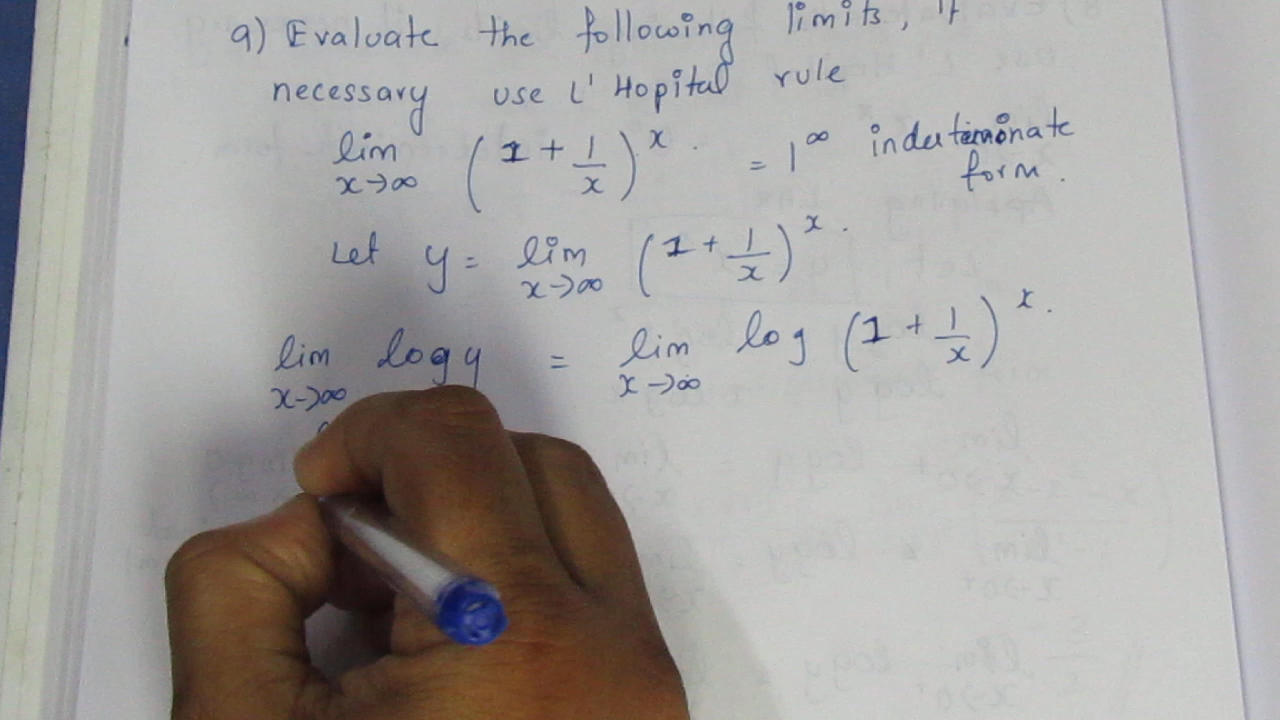 9) Evaluate the following limits, if
necessary use L' Hopital rule
lim x→∞ (1 + 1/x)^x. = 1^∞ indeterminate form.
Let y = lim x→∞ (1 + 1/x)^x.
lim x→∞ log y = lim x→∞ log (1 + 1/x)^x.